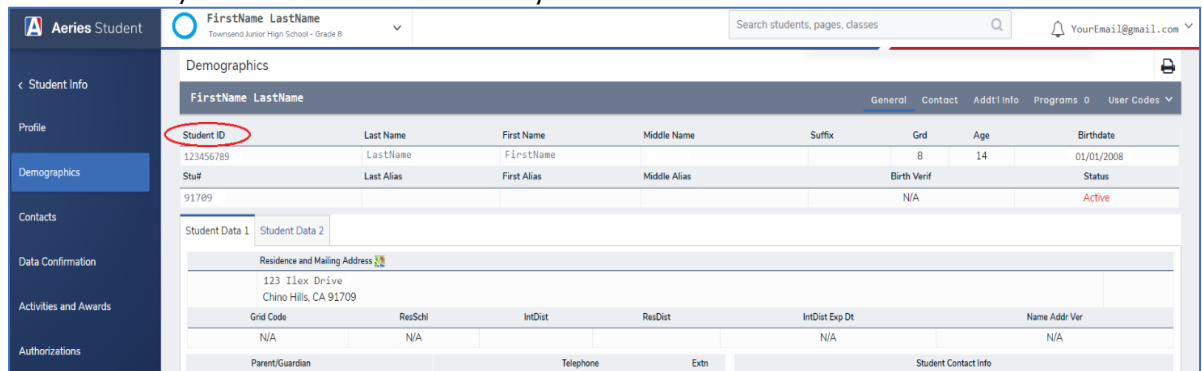 Aeries Student
FirstName LastName
Townsend Junior High School - Grade 8
Search students, pages, classes
YourEmail@gmail.com
< Student Info
Profile
Demographics
Contacts
Data Confirmation
Activities and Awards
Authorizations
Demographics
FirstName LastName General Contact Addt'l Info Programs 0 User Codes
Student ID Last Name First Name Middle Name Suffix Grd Age Birthdate
123456789 LastName FirstName 8 14 01/01/2008
Stu# Last Alias First Alias Middle Alias Birth Verif Status
91709 N/A Active
Student Data 1 Student Data 2
Residence and Mailing Address
123 Ilex Drive
Chino Hills, CA 91709
Grid Code ResSchl IntDist ResDist IntDist Exp Dt Name Addr Ver
N/A N/A N/A N/A
Parent/Guardian Telephone Extn Student Contact Info